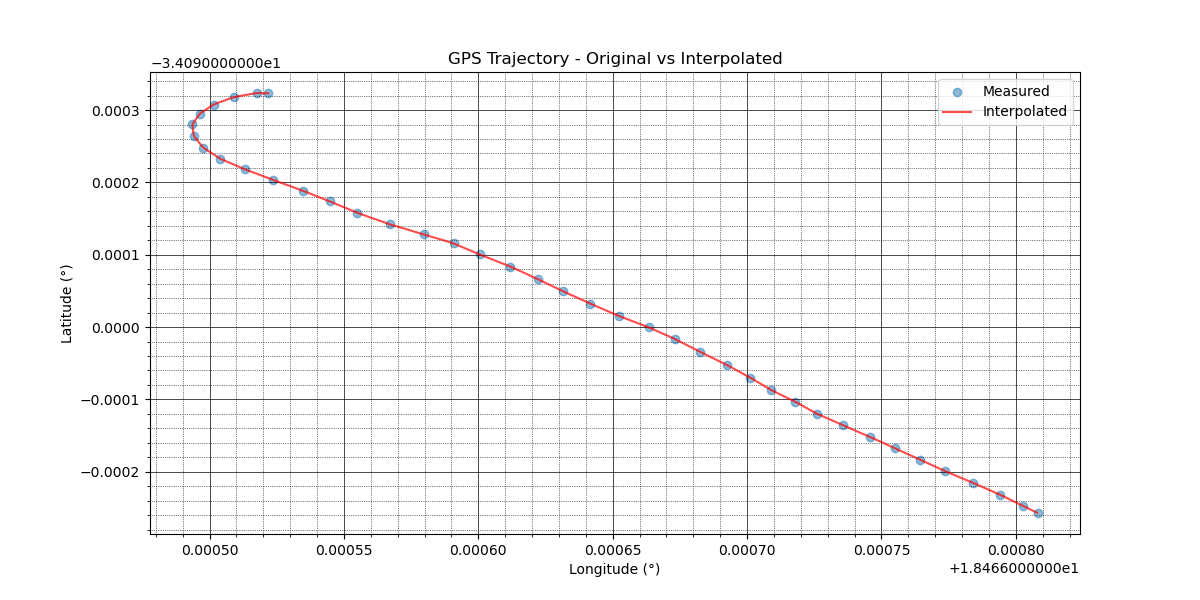 GPS Trajectory - Original vs Interpolated
−3.4090000000e1
Measured
Interpolated
0.0003
0.0002
0.0001
0.0000
−0.0001
−0.0002
Latitude (°)
0.00050 0.00055 0.00060 0.00065 0.00070 0.00075 0.00080
Longitude (°)
+1.8466000000e1